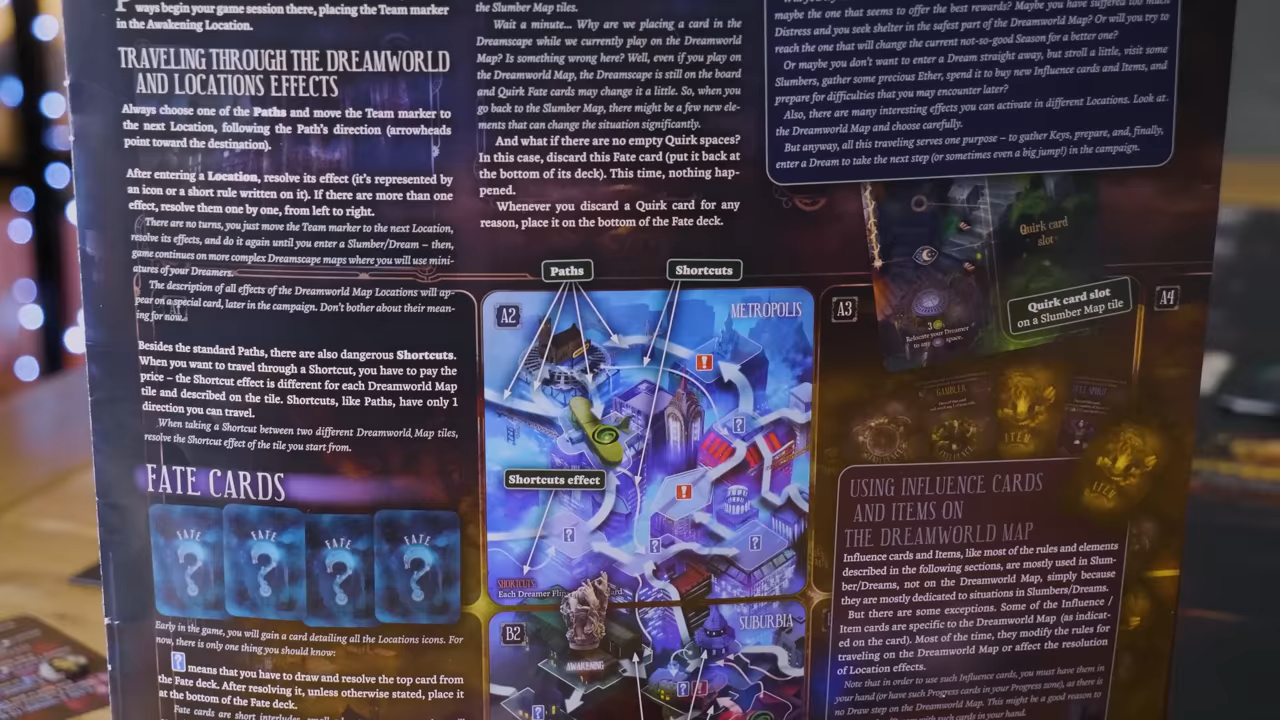 ways begin your game session there, placing the Team marker
in the Awakening Location.
TRAVELING THROUGH THE DREAMWORLD
AND LOCATIONS EFFECTS
Always choose one of the Paths and move the Team marker to
the next Location, following the Path's direction (arrowheads
point toward the destination).
After entering a Location, resolve its effect (it's represented by
an icon or a short rule written on it). If there are more than one
effect, resolve them one by one, from left to right.
There are no turns, you just move the Team marker to the next Location,
resolve its effects, and do it again until you enter a Slumber/Dream – then,
game continues on more complex Dreamscape maps where you will use mini-
atures of your Dreamers.
The description of all effects of the Dreamworld Map Locations will ap-
pear on a special card, later in the campaign. Don't bother about their mean-
ing for now.
Besides the standard Paths, there are also dangerous Shortcuts.
When you want to travel through a Shortcut, you have to pay the
price – the Shortcut effect is different for each Dreamworld Map
tile and described on the tile. Shortcuts, like Paths, have only 1
direction you can travel.
When taking a Shortcut between two different Dreamworld Map tiles,
resolve the Shortcut effect of the tile you start from.
FATE CARDS
FATE
?
FATE
?
FATE
?
FATE
?
Early in the game, you will gain a card detailing all the Locations icons. For
now, there is only one thing you should know:
? means that you have to draw and resolve the top card from
the Fate deck. After resolving it, unless otherwise stated, place it
at the bottom of the Fate deck.
Fate cards are short interludes, small
the Slumber Map tiles.
Wait a minute... Why are we placing a card in the
Dreamscape while we currently play on the Dreamworld
Map? Is something wrong here? Well, even if you play on
the Dreamworld Map, the Dreamscape is still on the board
and Quirk Fate cards may change it a little. So, when you
go back to the Slumber Map, there might be a few new ele-
ments that can change the situation significantly.
And what if there are no empty Quirk spaces?
In this case, discard this Fate card (put it back at
the bottom of its deck). This time, nothing hap-
pened.
Whenever you discard a Quirk card for any
reason, place it on the bottom of the Fate deck.
Paths
Shortcuts
A2
METROPOLIS
!
?
Shortcuts effect
!
?
?
?
SHORTCUTS:
Each Dreamer
B2
SUBURBIA
AWAKENING
?
!
?
maybe the one that seems to offer the best rewards? Maybe you have suffered too much
Distress and you seek shelter in the safest part of the Dreamworld Map? Or will you try to
reach the one that will change the current not-so-good Season for a better one?
Or maybe you don't want to enter a Dream straight away, but stroll a little, visit some
Slumbers, gather some precious Ether, spend it to buy new Influence cards and Items, and
prepare for difficulties that you may encounter later?
Also, there are many interesting effects you can activate in different Locations. Look at
the Dreamworld Map and choose carefully.
But anyway, all this traveling serves one purpose – to gather Keys, prepare, and, finally,
enter a Dream to take the next step (or sometimes even a big jump!) in the campaign.
Quirk card
slot
Relocate your Dreamer
space.
Quirk card slot
on a Slumber Map tile
A3
A4
ITEM
ITEM
USING INFLUENCE CARDS
AND ITEMS ON
THE DREAMWORLD MAP
Influence cards and Items, like most of the rules and elements
described in the following sections, are mostly used in Slum-
ber/Dreams, not on the Dreamworld Map, simply because
they are mostly dedicated to situations in Slumbers/Dreams.
But there are some exceptions. Some of the Influence /
Item cards are specific to the Dreamworld Map (as indicat-
ed on the card). Most of the time, they modify the rules for
traveling on the Dreamworld Map or affect the resolution
of Location effects.
Note that in order to use such Influence cards, you must have them in
your hand (or have such Progress cards in your Progress zone), as there is
no Draw step on the Dreamworld Map. This might be a good reason to
with such cards in your hand.